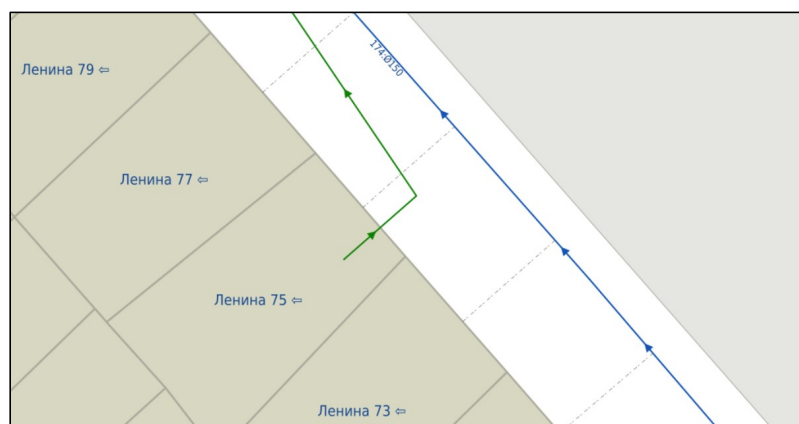 Ленина 79 ⇦
174.Ø150
Ленина 77 ⇦
Ленина 75 ⇦
Ленина 73 ⇦